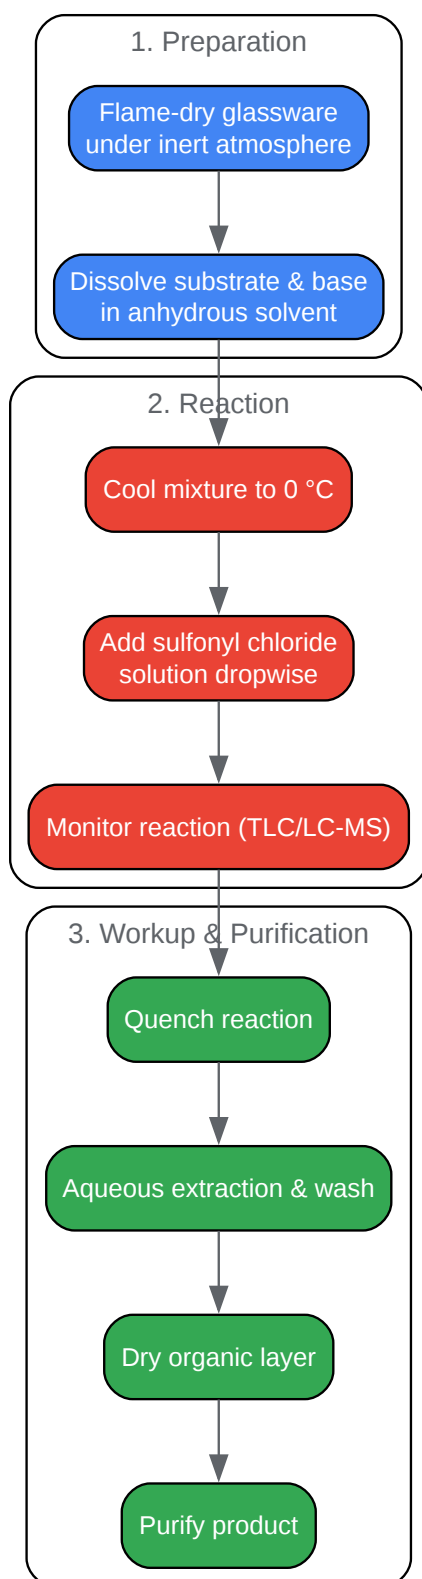 1. Preparation
Flame-dry glassware
under inert atmosphere
Dissolve substrate & base
in anhydrous solvent
2. Reaction
Cool mixture to 0 °C
Add sulfonyl chloride
solution dropwise
Monitor reaction (TLC/LC-MS)
3. Workup & Purification
Quench reaction
Aqueous extraction & wash
Dry organic layer
Purify product